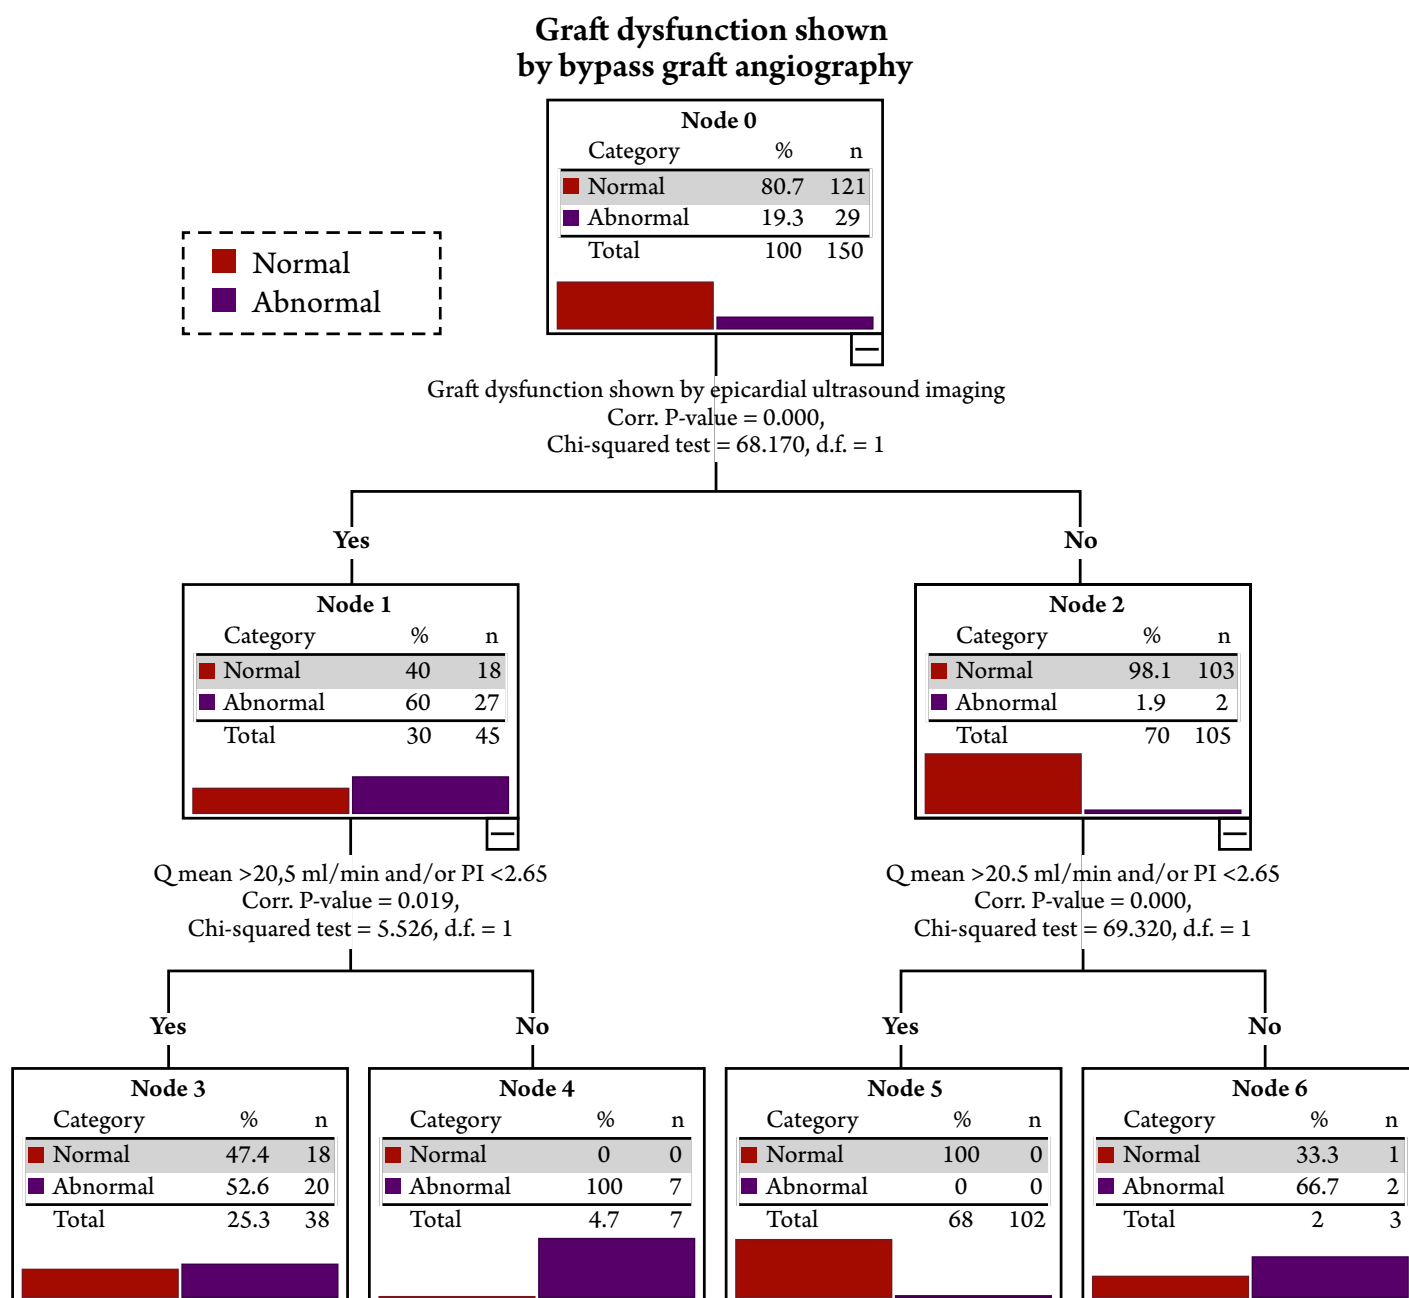 Graft dysfunction shown
by bypass graft angiography
Node 0
Category % n
Normal 80.7 121
Abnormal 19.3 29
Total 100 150
Normal
Abnormal
Graft dysfunction shown by epicardial ultrasound imaging
Corr. P-value = 0.000,
Chi-squared test = 68.170, d.f. = 1
Yes
No
Node 1
Category % n
Normal 40 18
Abnormal 60 27
Total 30 45
Node 2
Category % n
Normal 98.1 103
Abnormal 1.9 2
Total 70 105
Q mean >20,5 ml/min and/or PI <2.65
Corr. P-value = 0.019,
Chi-squared test = 5.526, d.f. = 1
Q mean >20.5 ml/min and/or PI <2.65
Corr. P-value = 0.000,
Chi-squared test = 69.320, d.f. = 1
Yes
No
Yes
No
Node 3
Category % n
Normal 47.4 18
Abnormal 52.6 20
Total 25.3 38
Node 4
Category % n
Normal 0 0
Abnormal 100 7
Total 4.7 7
Node 5
Category % n
Normal 100 0
Abnormal 0 0
Total 68 102
Node 6
Category % n
Normal 33.3 1
Abnormal 66.7 2
Total 2 3